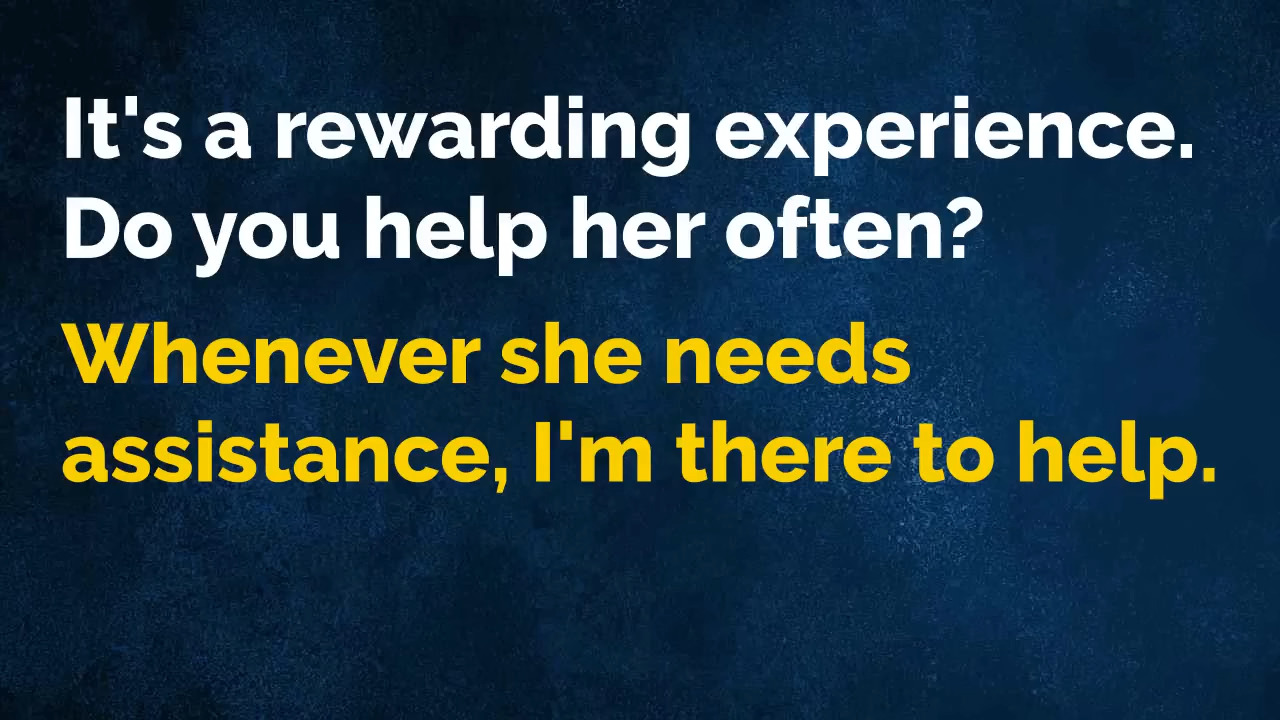 It's a rewarding experience.
Do you help her often?
Whenever she needs
assistance, I'm there to help.